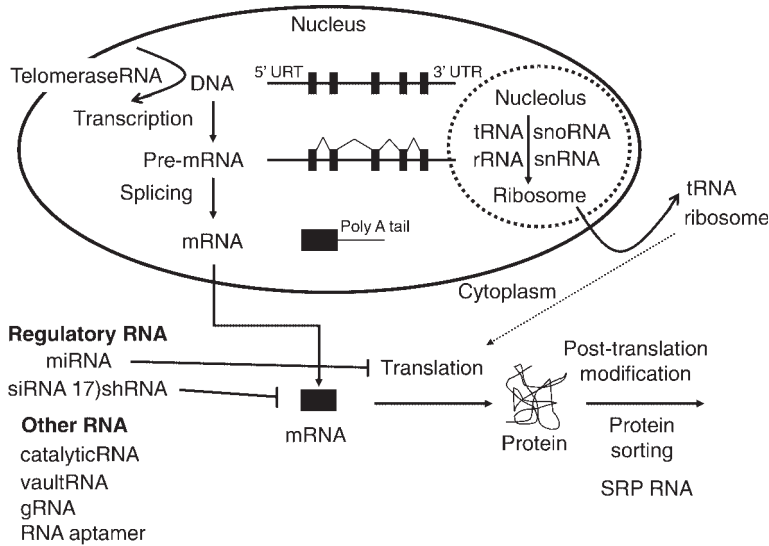 Nucleus
TelomeraseRNA
DNA
5' URT
3' UTR
Transcription
Nucleolus
tRNA snoRNA
rRNA snRNA
Ribosome
Pre-mRNA
Splicing
mRNA
Poly A tail
tRNA
ribosome
Cytoplasm
Regulatory RNA
miRNA
siRNA 17)shRNA
Translation
mRNA
Protein
Post-translation
modification
Protein
sorting
SRP RNA
Other RNA
catalyticRNA
vaultRNA
gRNA
RNA aptamer